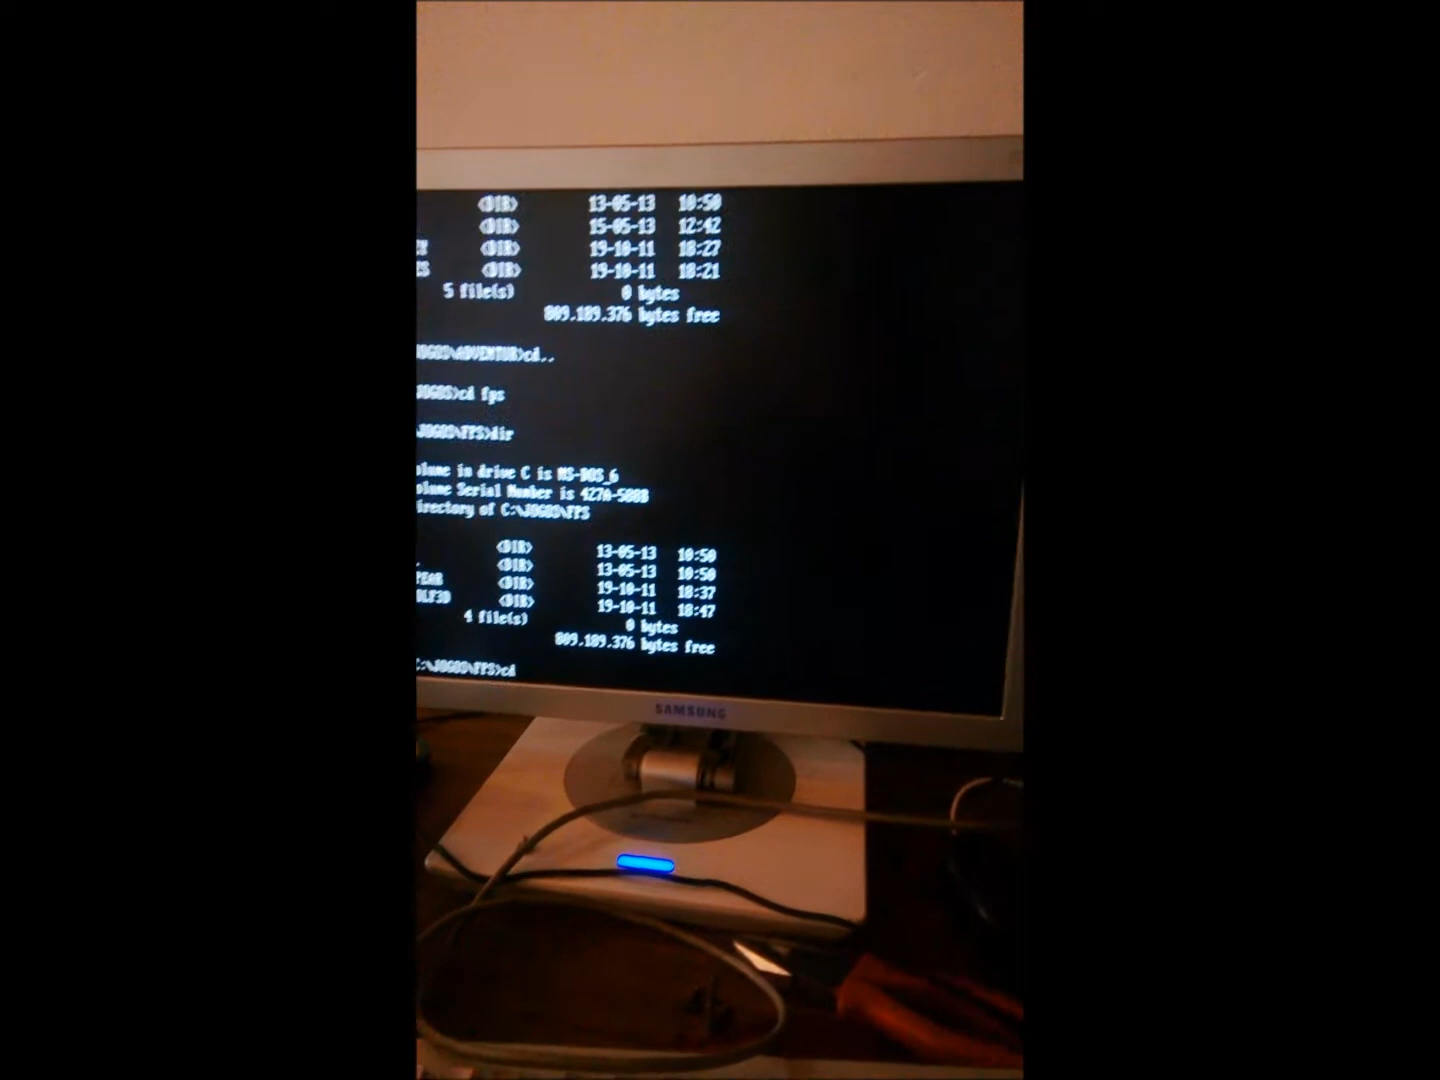 <DIR> 13-05-13 10:50
<DIR> 15-05-13 12:42
Y <DIR> 19-10-11 18:27
S <DIR> 19-10-11 18:21
5 file(s) 0 bytes
809.189.376 bytes free
JOGOS\ADVENTUR>cd..
JOGOS>cd fps
\JOGOS\FPS>dir
olume in drive C is MS-DOS_6
olume Serial Number is 427A-508B
irectory of C:\JOGOS\FPS
<DIR> 13-05-13 10:50
. <DIR> 13-05-13 10:50
PEAR <DIR> 19-10-11 18:37
OLF3D <DIR> 19-10-11 18:47
4 file(s) 0 bytes
809.189.376 bytes free
C:\JOGOS\FPS>cd
SAMSUNG